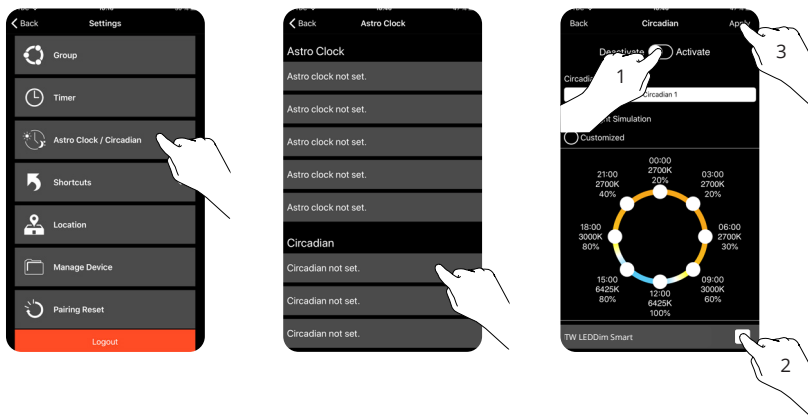 Back Settings
Group
Timer
Astro Clock / Circadian
Shortcuts
Location
Manage Device
Pairing Reset
Logout
Back Astro Clock
Astro Clock
Astro clock not set.
Astro clock not set.
Astro clock not set.
Astro clock not set.
Astro clock not set.
Circadian
Circadian not set.
Circadian not set.
Circadian not set.
Back Circadian
3
Activate
1
Circadian 1
Simulation
Customized
00:00
2700K
20%
03:00
2700K
20%
06:00
2700K
30%
09:00
3000K
60%
12:00
6425K
100%
15:00
6425K
80%
18:00
3000K
80%
21:00
2700K
40%
TW LEDDim Smart
2